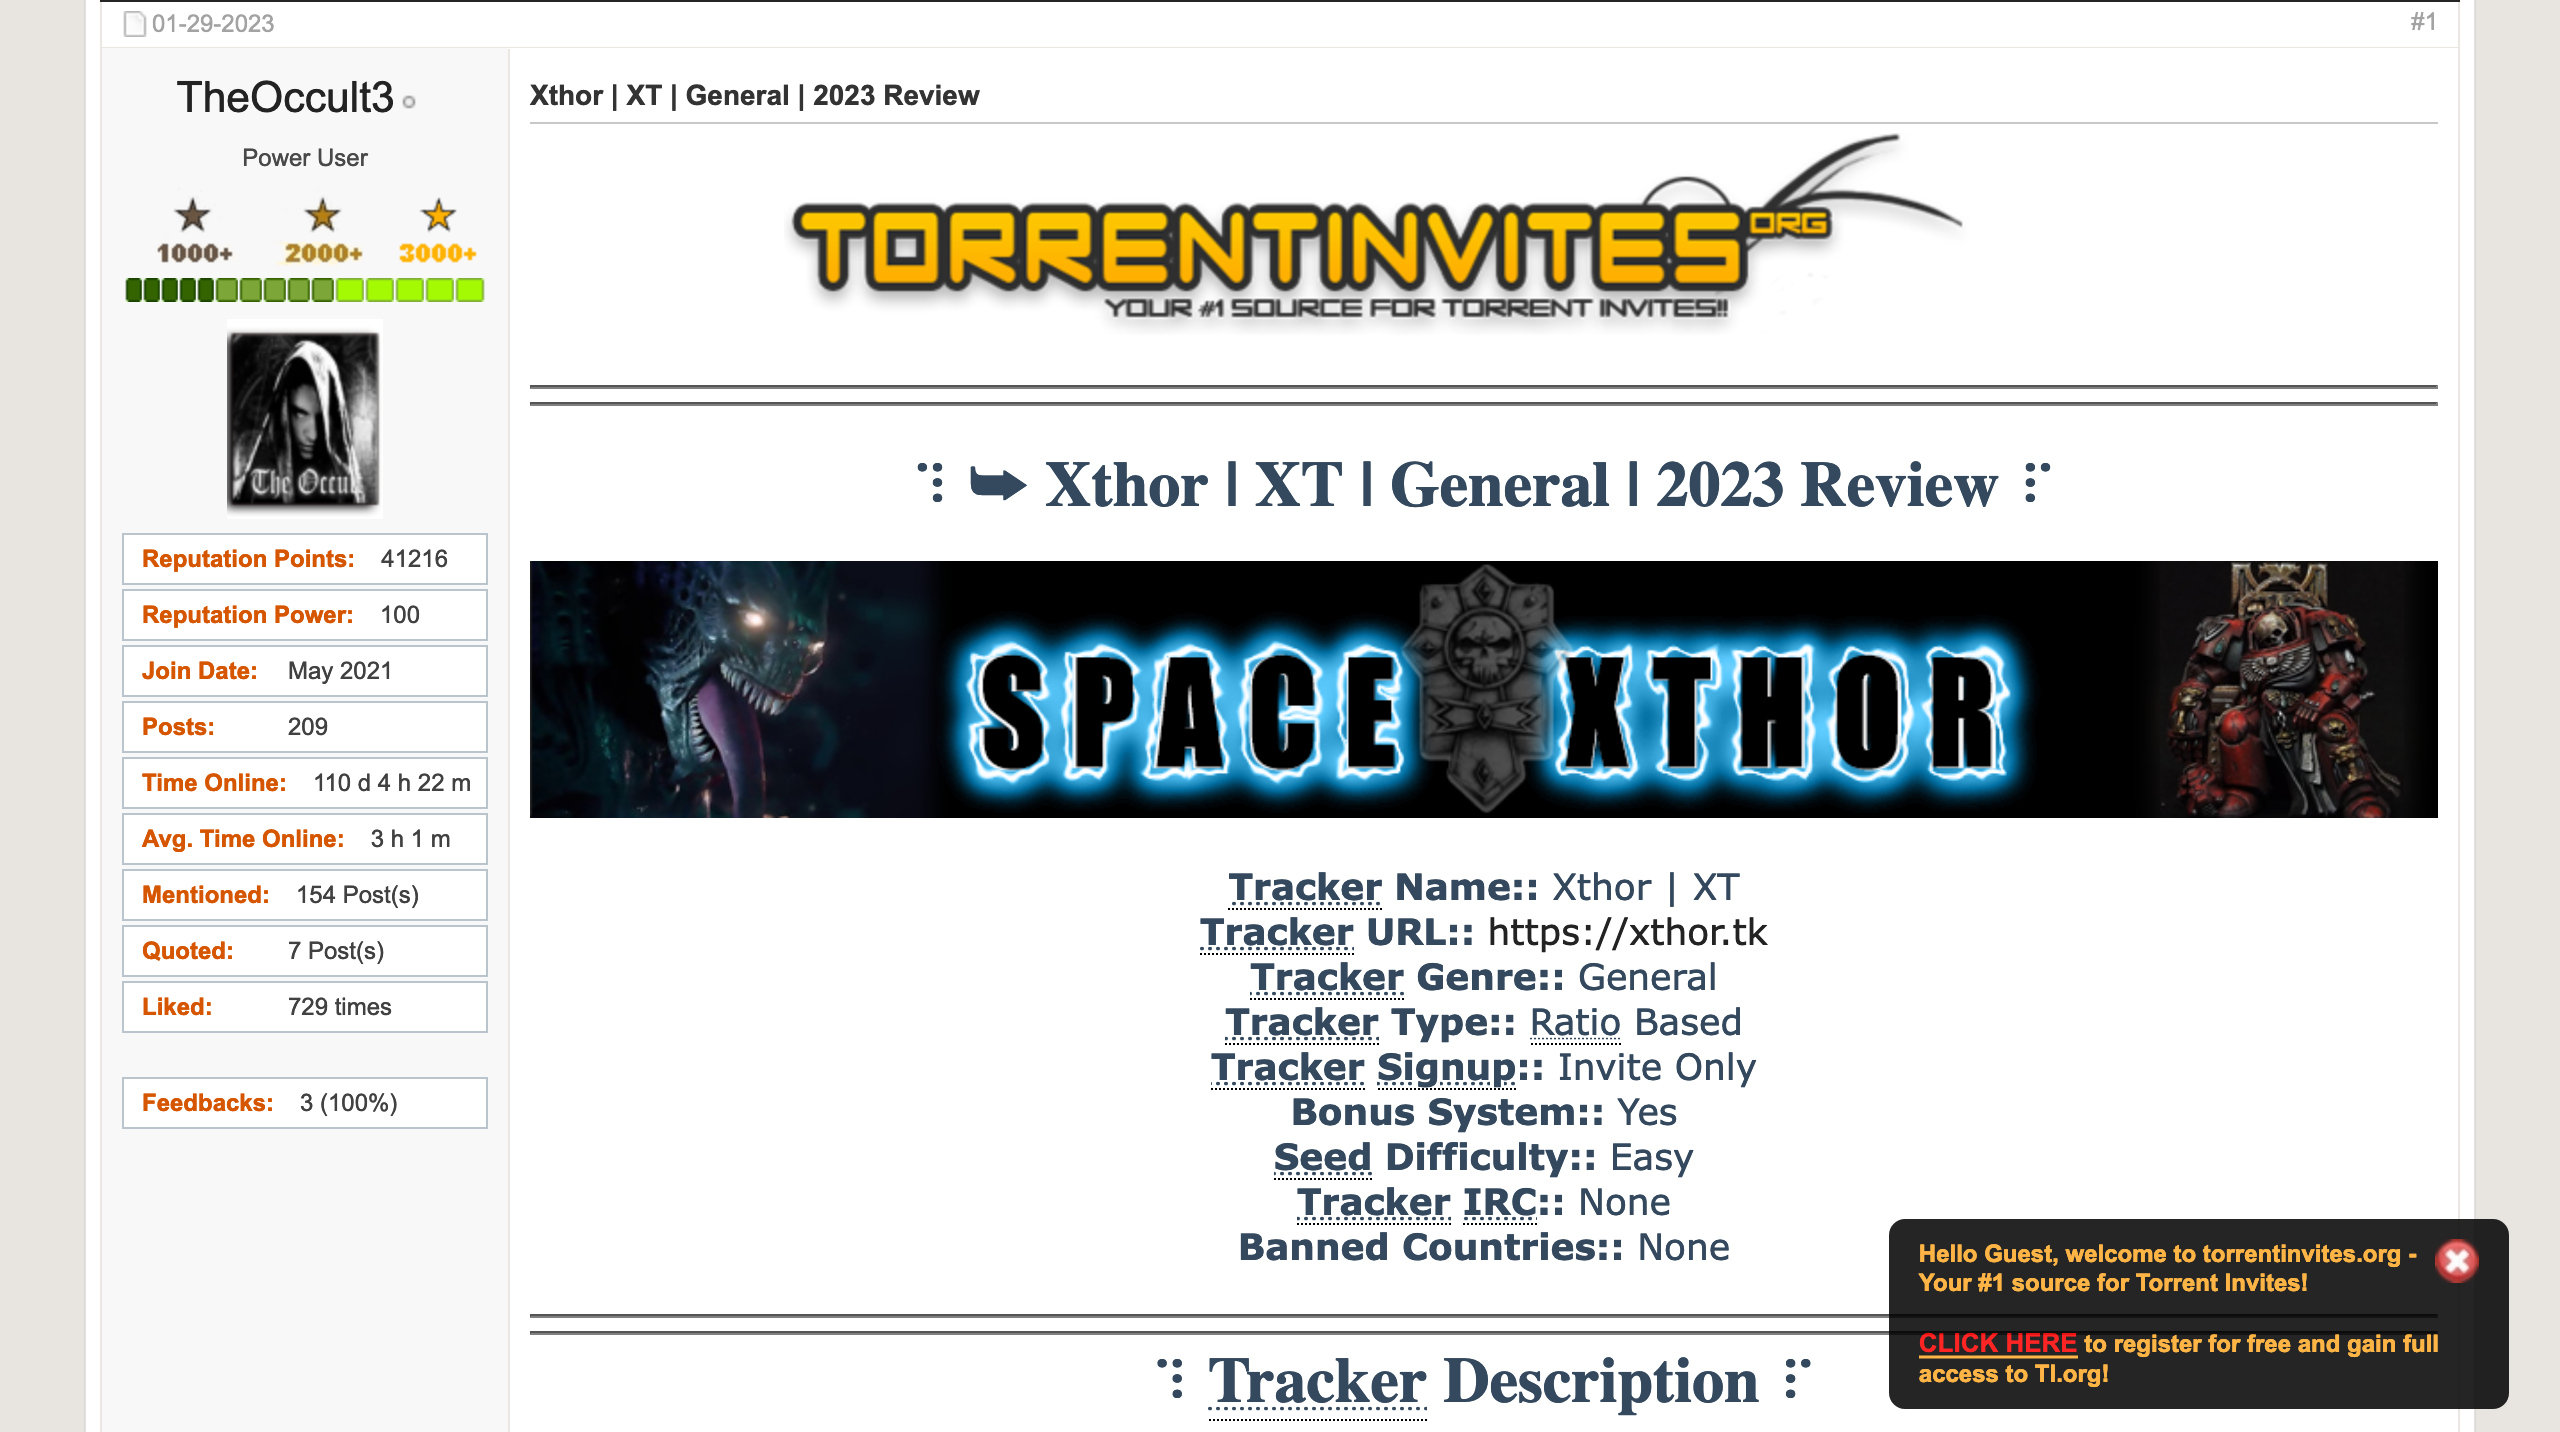 01-29-2023
#1
TheOccult3
Power User
1000+ 2000+ 3000+
The Occu
Reputation Points: 41216
Reputation Power: 100
Join Date: May 2021
Posts: 209
Time Online: 110 d 4 h 22 m
Avg. Time Online: 3 h 1 m
Mentioned: 154 Post(s)
Quoted: 7 Post(s)
Liked: 729 times
Feedbacks: 3 (100%)
Xthor | XT | General | 2023 Review
TORRENTINVITES ORG
YOUR #1 SOURCE FOR TORRENT INVITES!!
⠹ ➥ Xthor | XT | General | 2023 Review ⠏
SPACE XTHOR
Tracker Name:: Xthor | XT
Tracker URL:: https://xthor.tk
Tracker Genre:: General
Tracker Type:: Ratio Based
Tracker Signup:: Invite Only
Bonus System:: Yes
Seed Difficulty:: Easy
Tracker IRC:: None
Banned Countries:: None
⠹ Tracker Description ⠏
Hello Guest, welcome to torrentinvites.org -
Your #1 source for Torrent Invites!
CLICK HERE to register for free and gain full
access to TI.org!